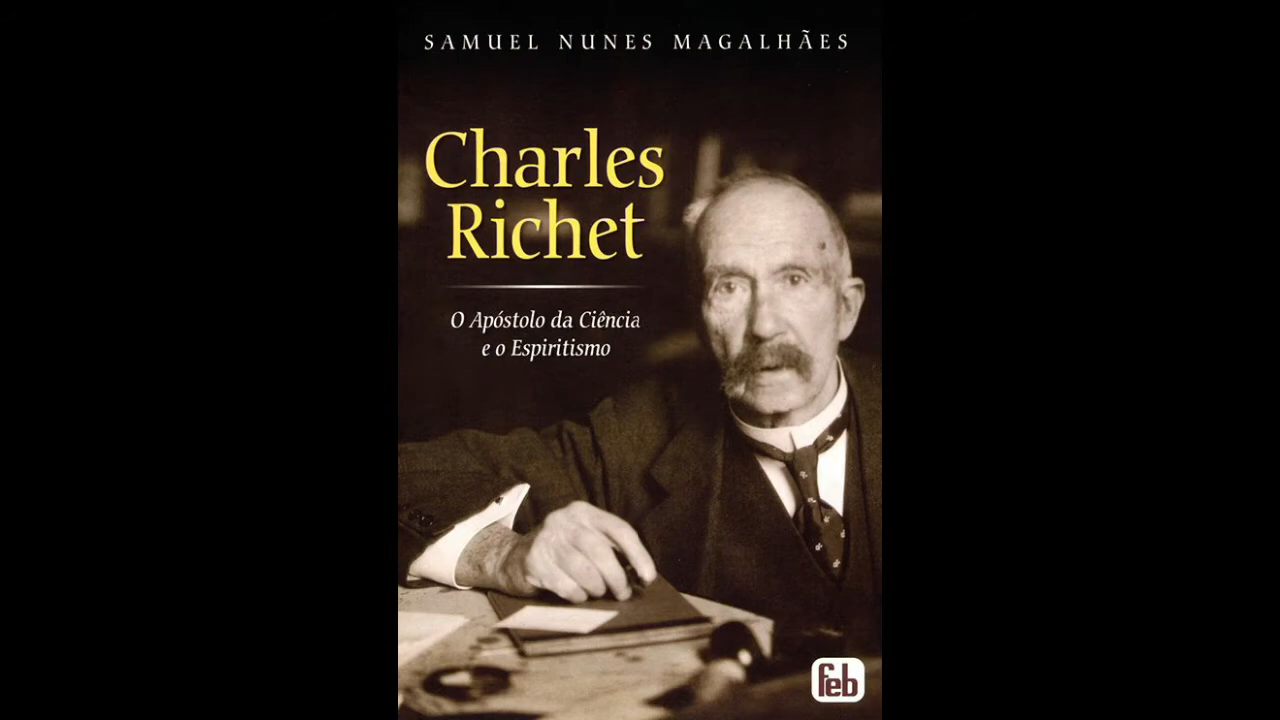 SAMUEL NUNES MAGALHÃES
Charles
Richet
O Apóstolo da Ciência
e o Espiritismo
feb